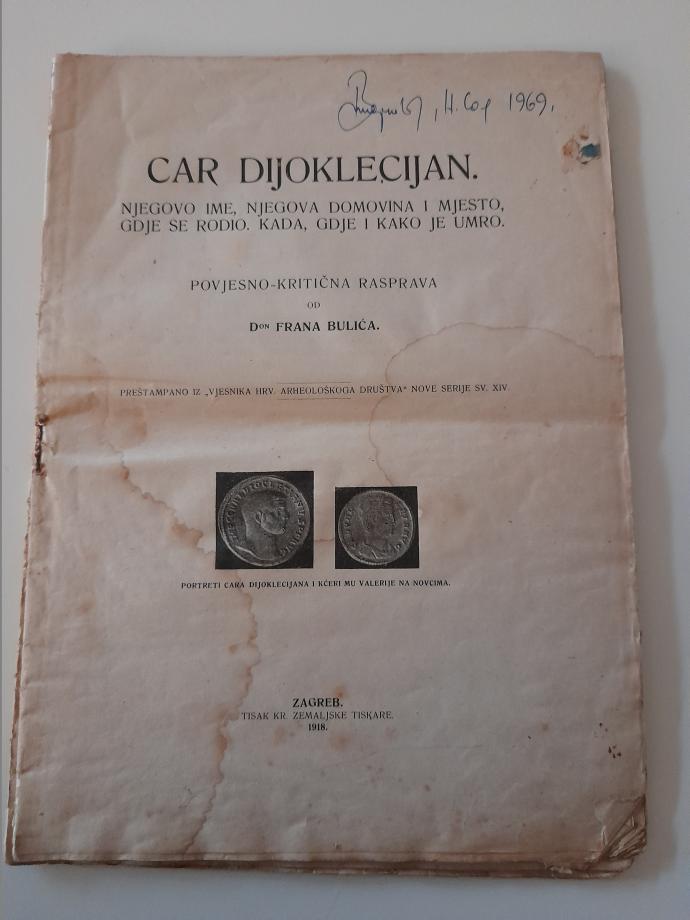 1969.
CAR DIJOKLECIJAN.
NJEGOVO IME, NJEGOVA DOMOVINA I MJESTO,
GDJE SE RODIO. KADA, GDJE I KAKO JE UMRO.
POVJESNO-KRITIČNA RASPRAVA
OD
DON FRANA BULIĆA.
PREŠTAMPANO IZ „VJESNIKA HRV. ARHEOLOŠKOGA DRUŠTVA“ NOVE SERIJE SV. XIV.
PORTRETI CARA DIJOKLECIJANA I KĆERI MU VALERIJE NA NOVCIMA.
ZAGREB.
TISAK KR. ZEMALJSKE TISKARE.
1918.